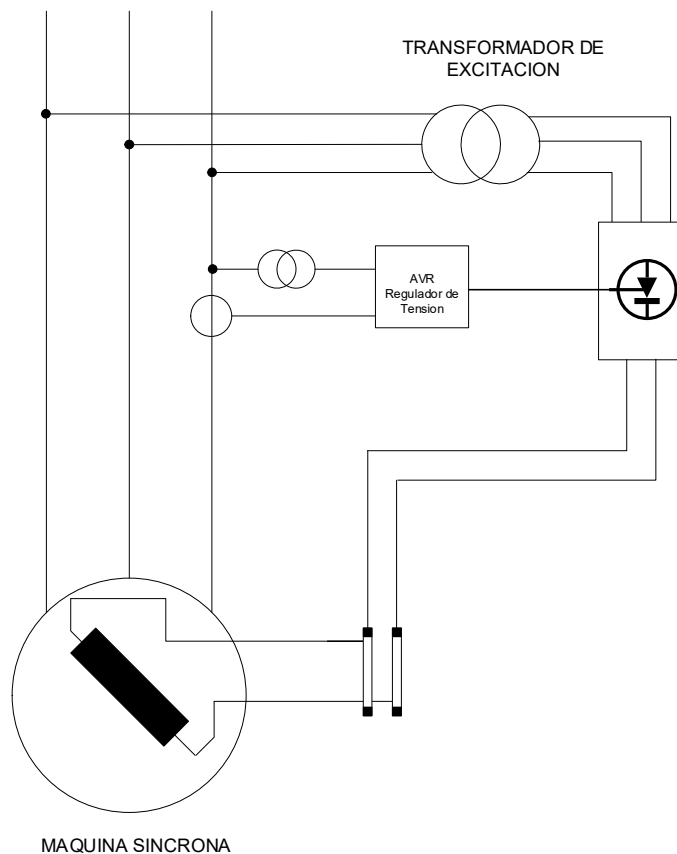 TRANSFORMADOR DE
EXCITACION
AVR
Regulador de
Tension
MAQUINA SINCRONA